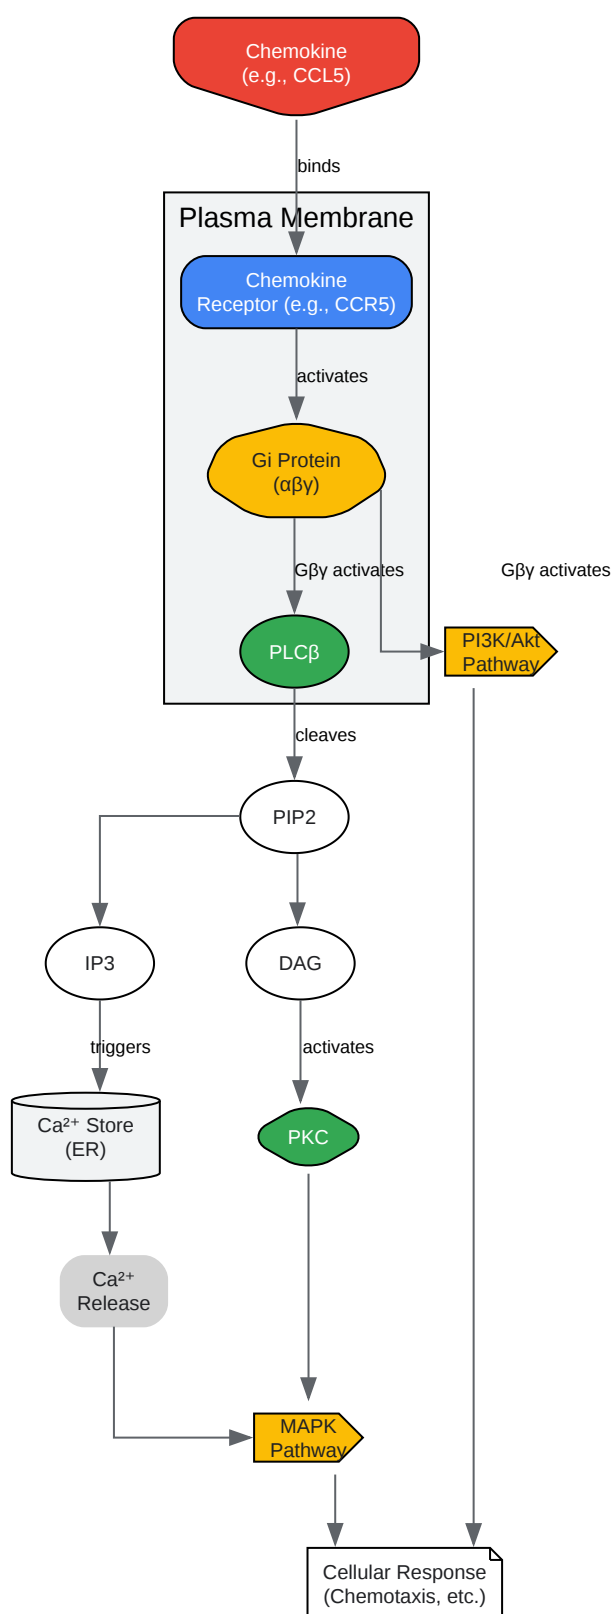 Chemokine
(e.g., CCL5)
binds
Plasma Membrane
Chemokine
Receptor (e.g., CCR5)
activates
Gi Protein
(αβγ)
Gβγ activates
Gβγ activates
PLCβ
PI3K/Akt
Pathway
cleaves
PIP2
IP3
DAG
triggers
activates
Ca²⁺ Store
(ER)
PKC
Ca²⁺
Release
MAPK
Pathway
Cellular Response
(Chemotaxis, etc.)